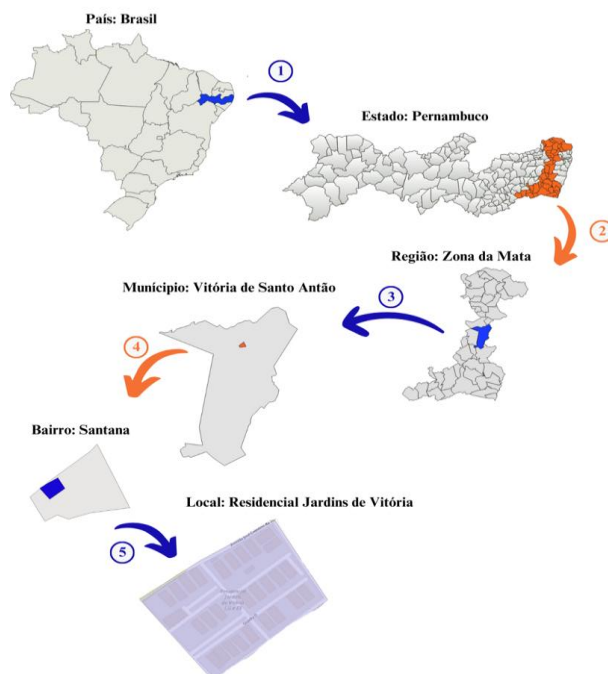 País: Brasil
1
Estado: Pernambuco
2
Região: Zona da Mata
Munícipio: Vitória de Santo Antão
3
4
Bairro: Santana
Local: Residencial Jardins de Vitória
5